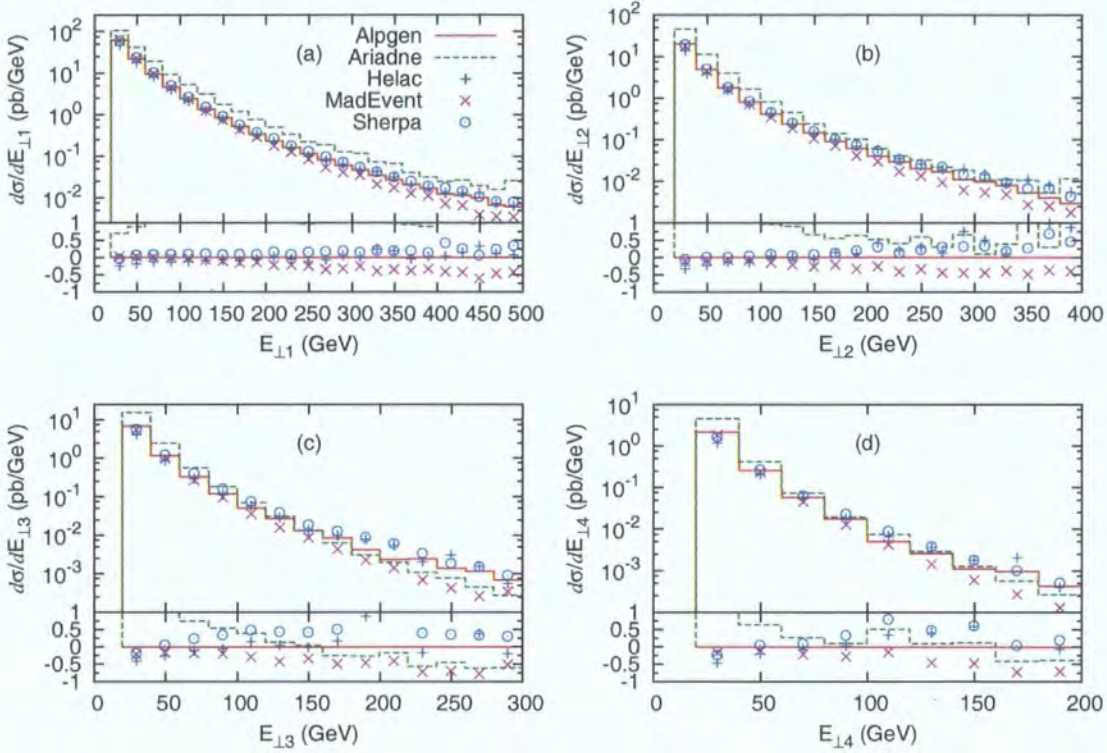 (a)
Alpgen
Ariadne
Helac
MadEvent
Sherpa
dσ/dE⊥1 (pb/GeV)
10²
10¹
1
10⁻¹
10⁻²
1
0.5
0
-0.5
-1
0 50 100 150 200 250 300 350 400 450 500
E⊥1 (GeV)
(b)
dσ/dE⊥2 (pb/GeV)
10²
10¹
1
10⁻¹
10⁻²
1
0.5
0
-0.5
-1
0 50 100 150 200 250 300 350 400
E⊥2 (GeV)
(c)
dσ/dE⊥3 (pb/GeV)
10¹
1
10⁻¹
10⁻²
10⁻³
1
0.5
0
-0.5
-1
0 50 100 150 200 250 300
E⊥3 (GeV)
(d)
dσ/dE⊥4 (pb/GeV)
10¹
1
10⁻¹
10⁻²
10⁻³
1
0.5
0
-0.5
-1
0 50 100 150 200
E⊥4 (GeV)